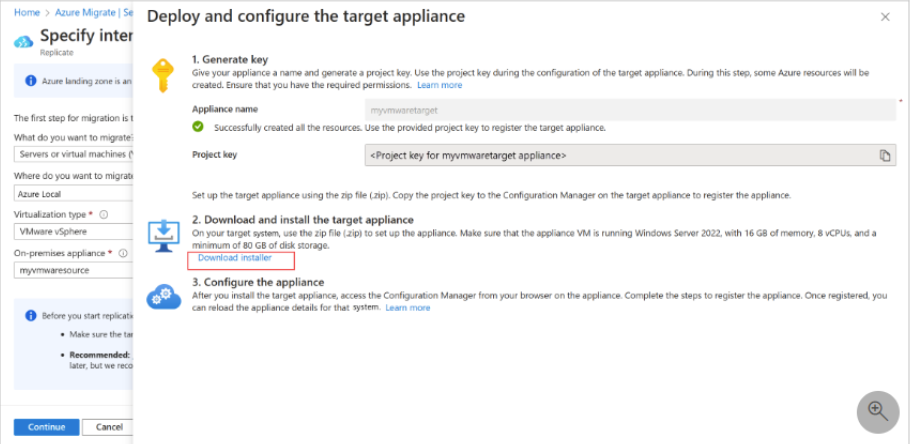 Home > Azure Migrate | Se
Specify inter
Replicate
Azure landing zone is an
The first step for migration is t
What do you want to migrate?
Servers or virtual machines (V
Where do you want to migrate
Azure Local
Virtualization type *
VMware vSphere
On-premises appliance *
myvmwaresource
Before you start replicatio
• Make sure the tar
• Recommended:
later, but we reco
Continue
Cancel
Deploy and configure the target appliance
1. Generate key
Give your appliance a name and generate a project key. Use the project key during the configuration of the target appliance. During this step, some Azure resources will be
created. Ensure that you have the required permissions. Learn more
Appliance name
myvmwaretarget
*
Successfully created all the resources. Use the provided project key to register the target appliance.
Project key
<Project key for myvmwaretarget appliance>
Set up the target appliance using the zip file (.zip). Copy the project key to the Configuration Manager on the target appliance to register the appliance.
2. Download and install the target appliance
On your target system, use the zip file (.zip) to set up the appliance. Make sure that the appliance VM is running Windows Server 2022, with 16 GB of memory, 8 vCPUs, and a
minimum of 80 GB of disk storage.
Download installer
3. Configure the appliance
After you install the target appliance, access the Configuration Manager from your browser on the appliance. Complete the steps to register the appliance. Once registered, you
can reload the appliance details for that system. Learn more